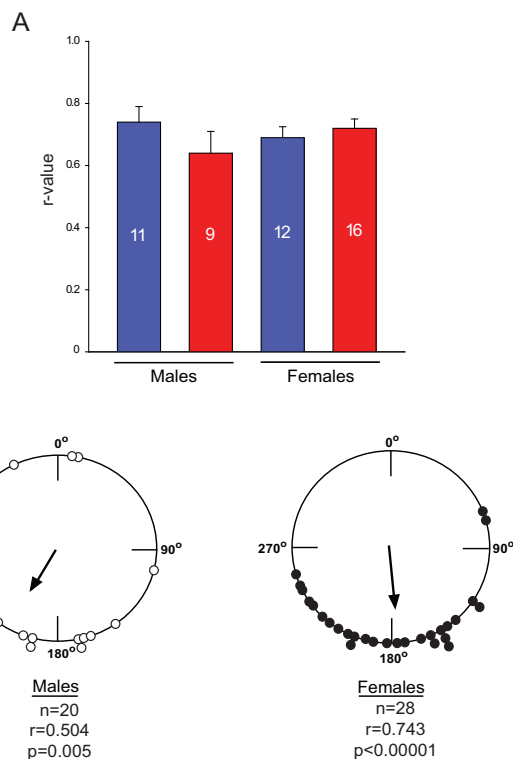 A
1.0
0.8
0.6
0.4
0.2
0
r-value
11
9
12
16
Males
Females
0°
90°
180°
0°
90°
180°
270°
Males
n=20
r=0.504
p=0.005
Females
n=28
r=0.743
p<0.00001